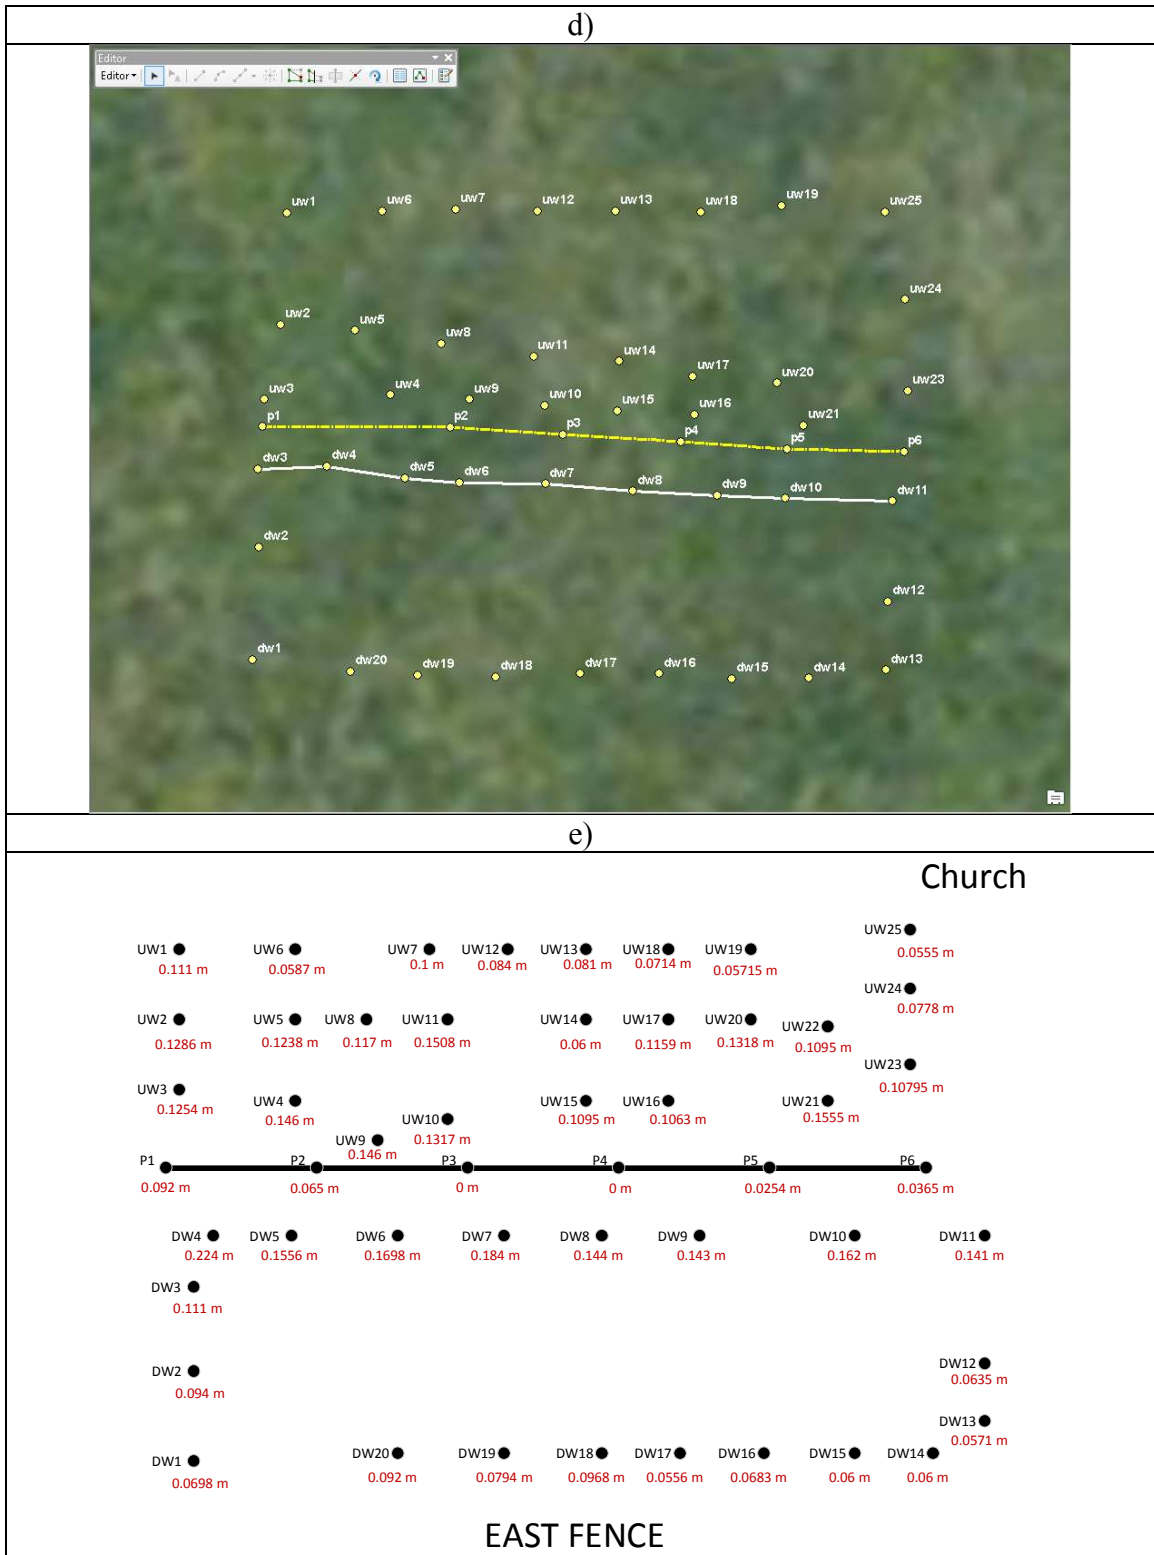 d)
Editor
Editor
uw1 uw6 uw7 uw12 uw13 uw18 uw19 uw25
uw24
uw2 uw5 uw8 uw11 uw14 uw17 uw20 uw23
uw3 uw4 uw9 uw10 uw15 uw16 uw21
p1 p2 p3 p4 p5 p6
dw3 dw4 dw5 dw6 dw7 dw8 dw9 dw10 dw11
dw2
dw12
dw1 dw20 dw19 dw18 dw17 dw16 dw15 dw14 dw13
e)
Church
UW1 UW6 UW7 UW12 UW13 UW18 UW19 UW25
0.111 m 0.0587 m 0.1 m 0.084 m 0.081 m 0.0714 m 0.05715 m 0.0555 m
UW24
0.0778 m
UW2 UW5 UW8 UW11 UW14 UW17 UW20 UW22
0.1286 m 0.1238 m 0.117 m 0.1508 m 0.06 m 0.1159 m 0.1318 m 0.1095 m
UW23
0.10795 m
UW3 UW4 UW15 UW16 UW21
0.1254 m 0.146 m 0.1095 m 0.1063 m 0.1555 m
UW10
0.1317 m
UW9
0.146 m
P1 P2 P3 P4 P5 P6
0.092 m 0.065 m 0 m 0 m 0.0254 m 0.0365 m
DW4 DW5 DW6 DW7 DW8 DW9 DW10 DW11
0.224 m 0.1556 m 0.1698 m 0.184 m 0.144 m 0.143 m 0.162 m 0.141 m
DW3
0.111 m
DW2 DW12
0.094 m 0.0635 m
DW13
0.0571 m
DW1 DW20 DW19 DW18 DW17 DW16 DW15 DW14
0.0698 m 0.092 m 0.0794 m 0.0968 m 0.0556 m 0.0683 m 0.06 m 0.06 m
EAST FENCE